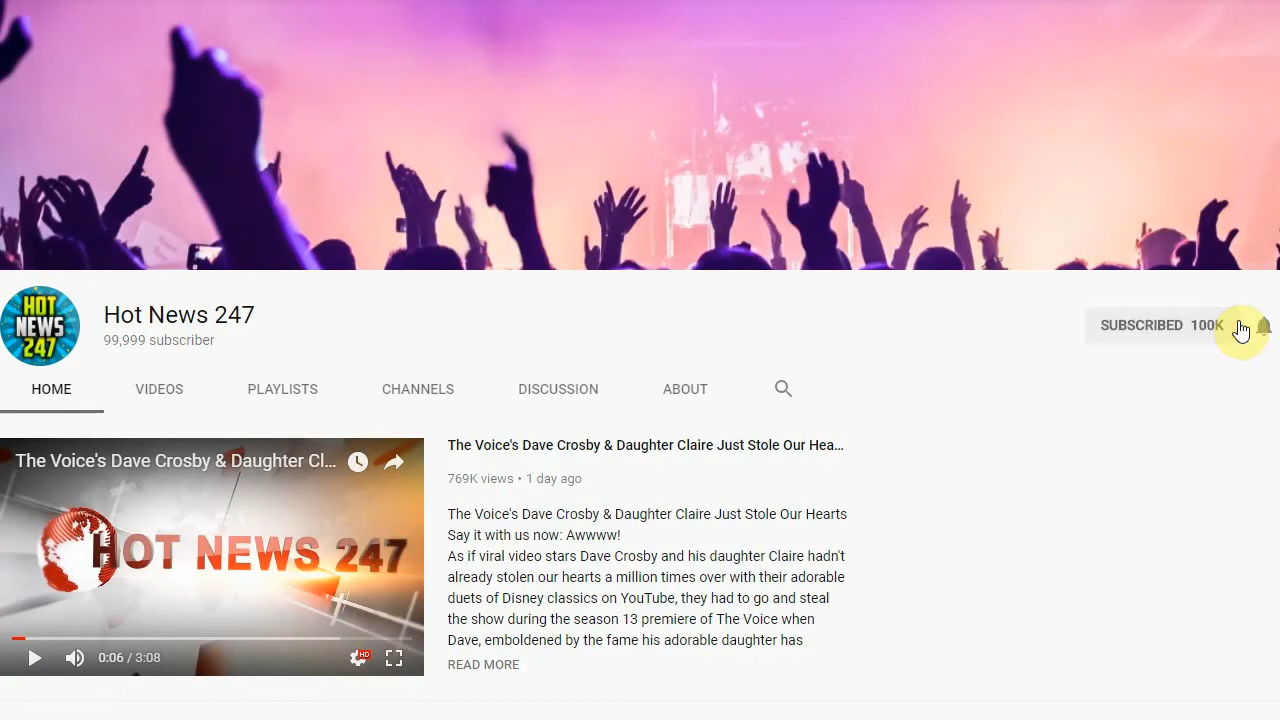 HOT
NEWS
247
Hot News 247
99,999 subscriber
SUBSCRIBED 100K
HOME VIDEOS PLAYLISTS CHANNELS DISCUSSION ABOUT
The Voice's Dave Crosby & Daughter Cl...
HOT NEWS 247
0:06 / 3:08
HD
The Voice's Dave Crosby & Daughter Claire Just Stole Our Hea...
769K views • 1 day ago
The Voice's Dave Crosby & Daughter Claire Just Stole Our Hearts
Say it with us now: Awwww!
As if viral video stars Dave Crosby and his daughter Claire hadn't
already stolen our hearts a million times over with their adorable
duets of Disney classics on YouTube, they had to go and steal
the show during the season 13 premiere of The Voice when
Dave, emboldened by the fame his adorable daughter has
READ MORE